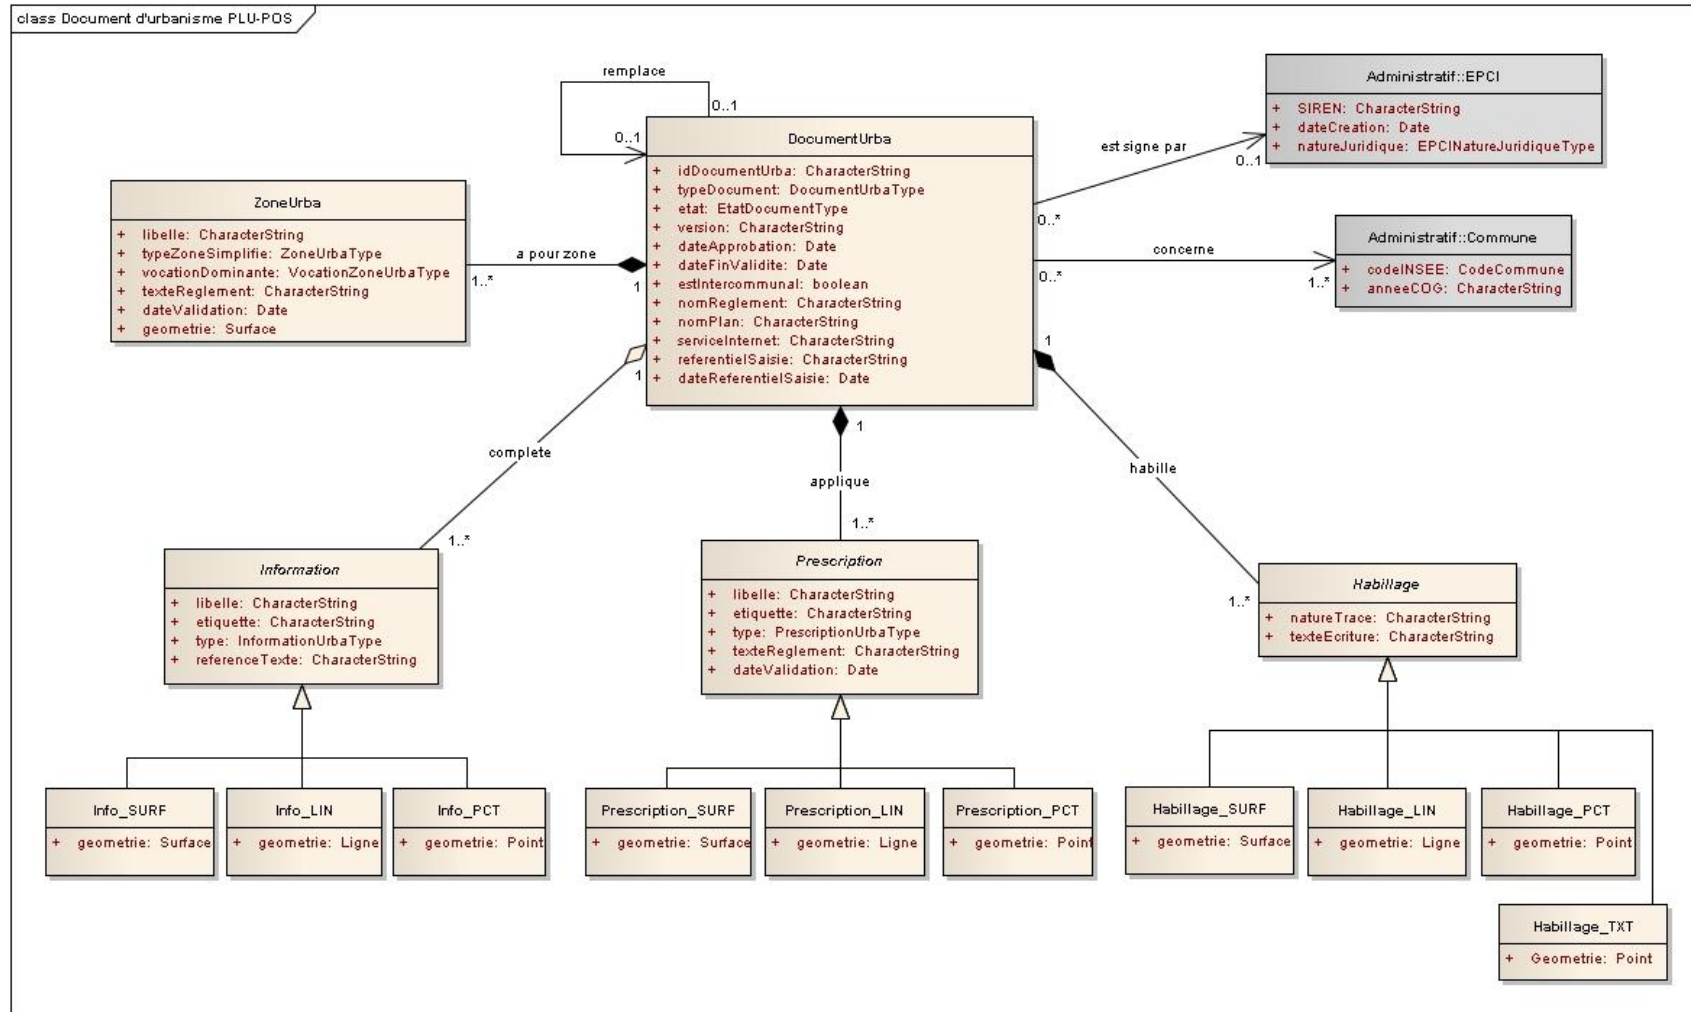 class Document d'urbanisme PLU-POS
remplace
0..1
0..1
DocumentUrba
+ idDocumentUrba: CharacterString
+ typeDocument: DocumentUrbaType
+ etat: EtatDocumentType
+ version: CharacterString
+ dateApprobation: Date
+ dateFinValidite: Date
+ estIntercommunal: boolean
+ nomReglement: CharacterString
+ nomPlan: CharacterString
+ serviceInternet: CharacterString
+ referentielSaisie: CharacterString
+ dateReferentielSaisie: Date
Administratif::EPCI
+ SIREN: CharacterString
+ dateCreation: Date
+ natureJuridique: EPCINatureJuridiqueType
est signe par
0..1
0..*
Administratif::Commune
+ codeINSEE: CodeCommune
+ anneeCOG: CharacterString
concerne
0..*
1..*
ZoneUrba
+ libelle: CharacterString
+ typeZoneSimplifie: ZoneUrbaType
+ vocationDominante: VocationZoneUrbaType
+ texteReglement: CharacterString
+ dateValidation: Date
+ geometrie: Surface
a pour zone
1..*
1
1
complete
1..*
1
applique
1..*
1
habille
1..*
Information
+ libelle: CharacterString
+ etiquette: CharacterString
+ type: InformationUrbaType
+ referenceTexte: CharacterString
Prescription
+ libelle: CharacterString
+ etiquette: CharacterString
+ type: PrescriptionUrbaType
+ texteReglement: CharacterString
+ dateValidation: Date
Habillage
+ natureTrace: CharacterString
+ texteEcriture: CharacterString
Info_SURF
+ geometrie: Surface
Info_LIN
+ geometrie: Ligne
Info_PCT
+ geometrie: Point
Prescription_SURF
+ geometrie: Surface
Prescription_LIN
+ geometrie: Ligne
Prescription_PCT
+ geometrie: Point
Habillage_SURF
+ geometrie: Surface
Habillage_LIN
+ geometrie: Ligne
Habillage_PCT
+ geometrie: Point
Habillage_TXT
+ Geometrie: Point